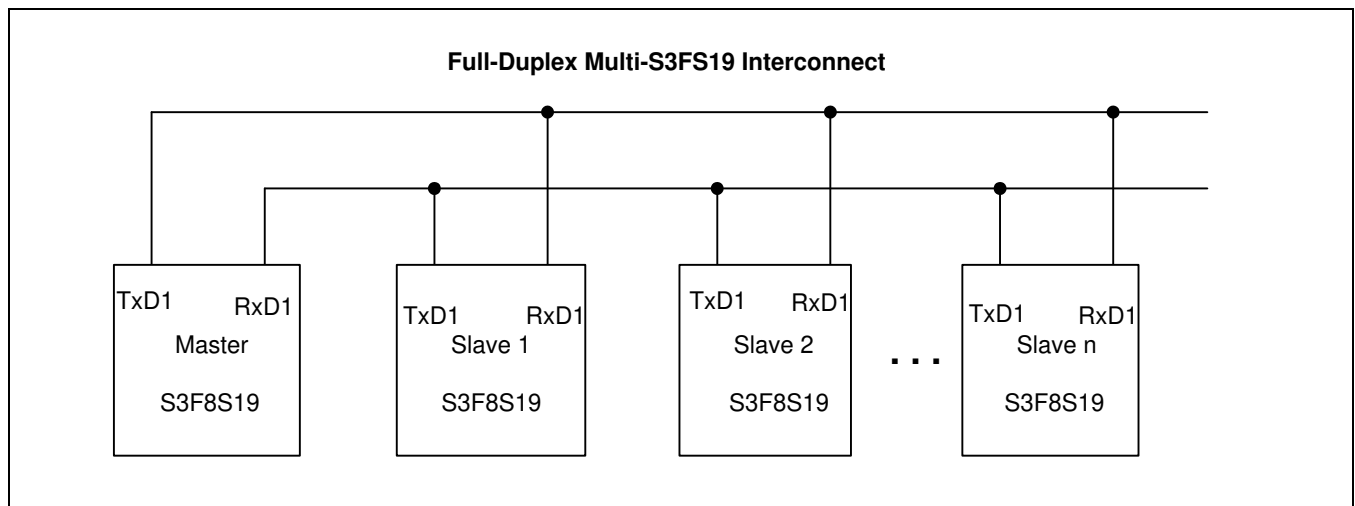 Full-Duplex Multi-S3FS19 Interconnect
TxD1 RxD1
Master
S3F8S19
TxD1 RxD1
Slave 1
S3F8S19
TxD1 RxD1
Slave 2
S3F8S19
. . .
TxD1 RxD1
Slave n
S3F8S19